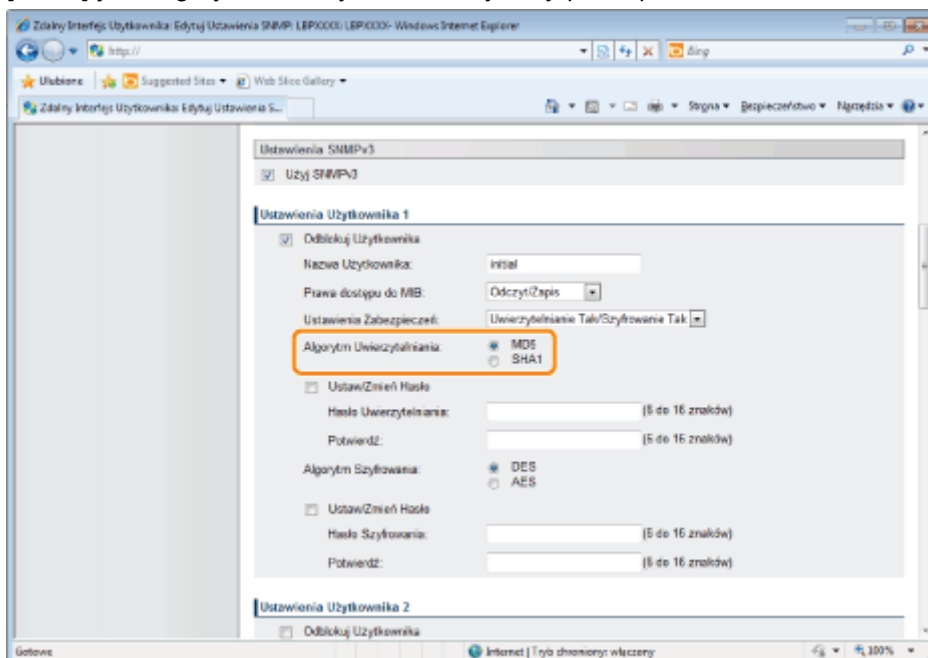 Zdalny Interfejs Użytkownika: Edytuj Ustawienia SNMP: LBPXXXX: LBPXXXX- Windows Internet Explorer
http://
Bing
Ulubione Suggested Sites Web Slice Gallery
Zdalny Interfejs Użytkownika: Edytuj Ustawienia S...
Strona Bezpieczeństwo Narzędzia
Ustawienia SNMPv3
Użyj SNMPv3
Ustawienia Użytkownika 1
Odblokuj Użytkownika
Nazwa Użytkownika: initial
Prawa dostępu do MIB: Odczyt/Zapis
Ustawienia Zabezpieczeń: Uwierzytelnianie Tak/Szyfrowanie Tak
Algorytm Uwierzytelniania: MD5
SHA1
Ustaw/Zmień Hasło
Hasło Uwierzytelniania: (6 do 16 znaków)
Potwierdź: (6 do 16 znaków)
Algorytm Szyfrowania: DES
AES
Ustaw/Zmień Hasło
Hasło Szyfrowania: (6 do 16 znaków)
Potwierdź: (6 do 16 znaków)
Ustawienia Użytkownika 2
Odblokuj Użytkownika
Gotowe Internet | Tryb chroniony: włączony 100%